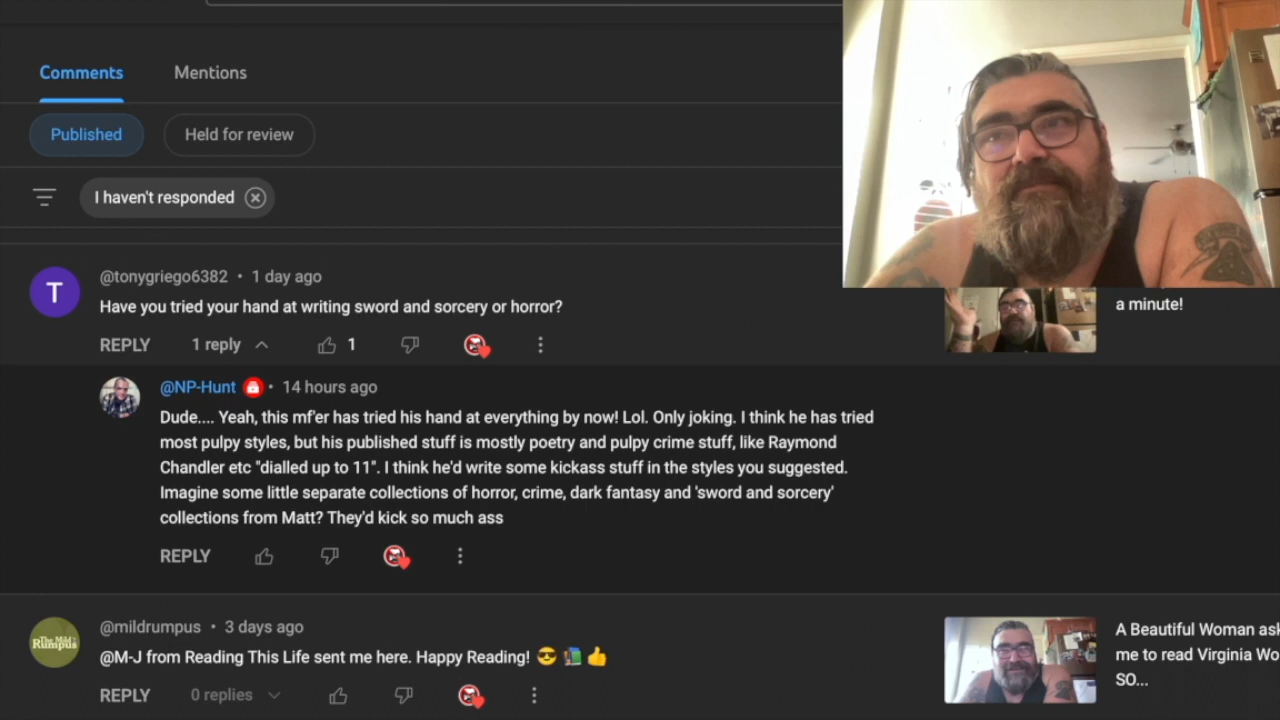 Comments Mentions
Published Held for review
I haven't responded
@tonygriego6382 • 1 day ago
T
Have you tried your hand at writing sword and sorcery or horror?
a minute!
REPLY 1 reply 1
@NP-Hunt • 14 hours ago
Dude.... Yeah, this mf'er has tried his hand at everything by now! Lol. Only joking. I think he has tried
most pulpy styles, but his published stuff is mostly poetry and pulpy crime stuff, like Raymond
Chandler etc "dialled up to 11". I think he'd write some kickass stuff in the styles you suggested.
Imagine some little separate collections of horror, crime, dark fantasy and 'sword and sorcery'
collections from Matt? They'd kick so much ass
REPLY
@mildrumpus • 3 days ago
The Mild
Rumpus
@M-J from Reading This Life sent me here. Happy Reading! 😎 📚 👍
REPLY 0 replies
A Beautiful Woman ask
me to read Virginia Wo
SO...